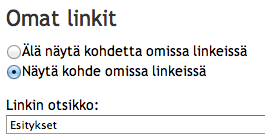 Omat linkit
Älä näytä kohdetta omissa linkeissä
Näytä kohde omissa linkeissä
Linkin otsikko:
Esitykset